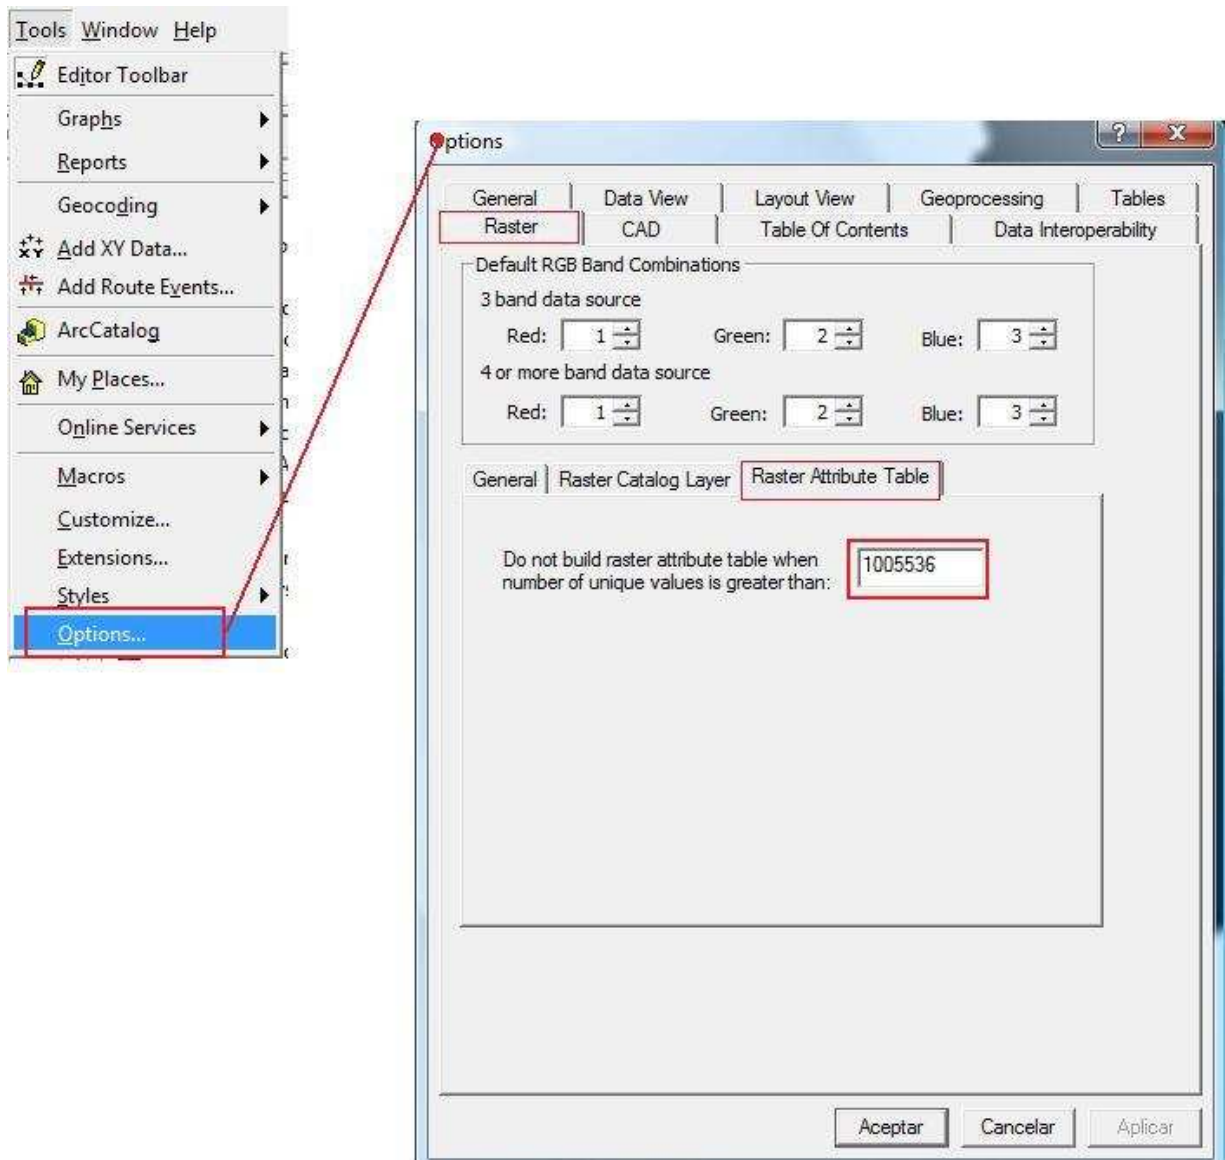 Tools Window Help
Editor Toolbar
Graphs
Reports
Geocoding
Add XY Data...
Add Route Events...
ArcCatalog
My Places...
Online Services
Macros
Customize...
Extensions...
Styles
Options...
Options
General Data View Layout View Geoprocessing Tables
Raster CAD Table Of Contents Data Interoperability
Default RGB Band Combinations
3 band data source
Red: 1 Green: 2 Blue: 3
4 or more band data source
Red: 1 Green: 2 Blue: 3
General Raster Catalog Layer Raster Attribute Table
Do not build raster attribute table when
number of unique values is greater than: 1005536
Aceptar Cancelar Aplicar